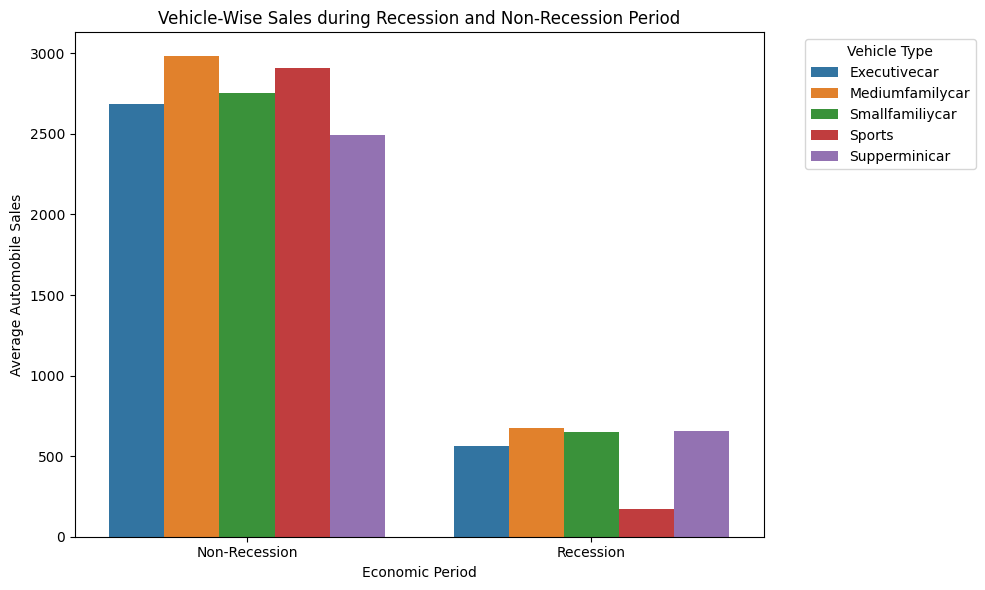 Vehicle-Wise Sales during Recession and Non-Recession Period
Vehicle Type
Executivecar
Mediumfamilycar
Smallfamiliycar
Sports
Supperminicar
Average Automobile Sales
3000
2500
2000
1500
1000
500
0
Non-Recession
Recession
Economic Period